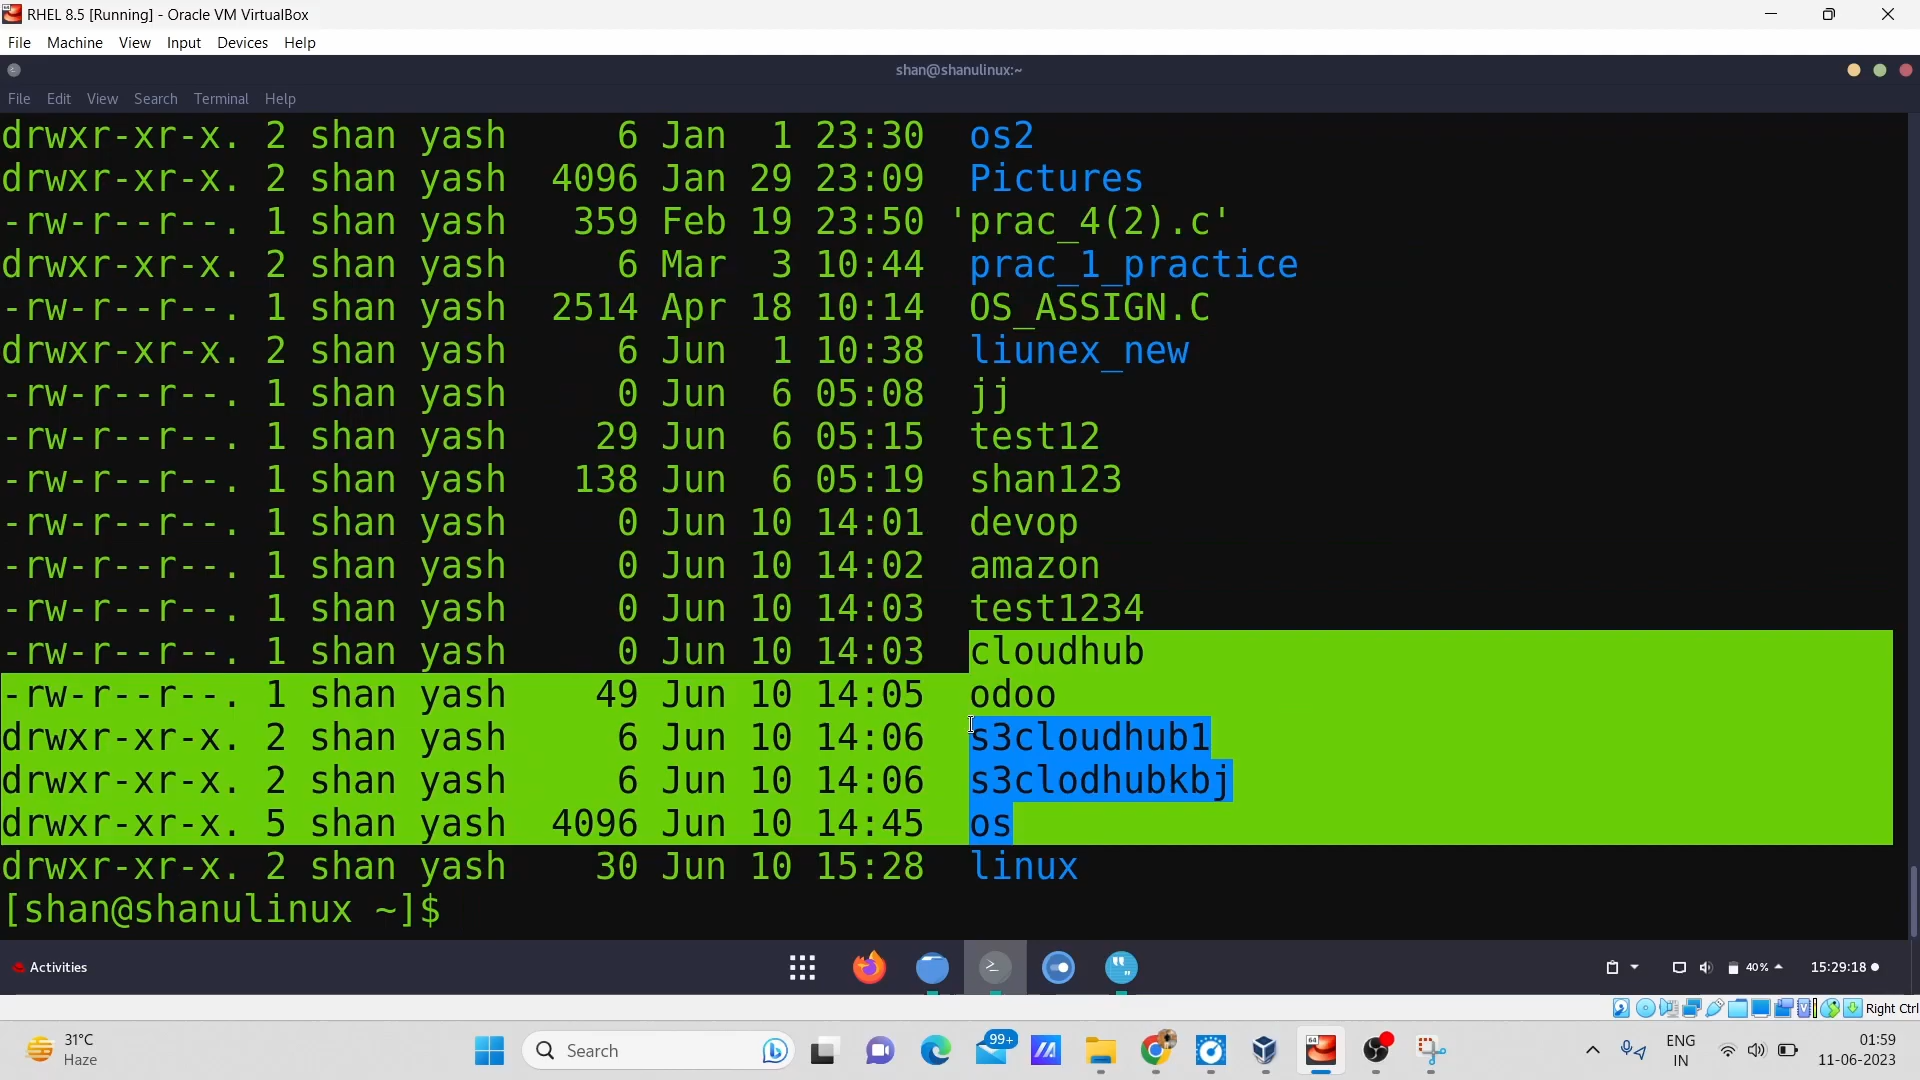 RHEL 8.5 [Running] - Oracle VM VirtualBox
File Machine View Input Devices Help
shan@shanulinux:~
File Edit View Search Terminal Help
drwxr-xr-x. 2 shan yash 6 Jan 1 23:30 os2
drwxr-xr-x. 2 shan yash 4096 Jan 29 23:09 Pictures
-rw-r--r--. 1 shan yash 359 Feb 19 23:50 'prac_4(2).c'
drwxr-xr-x. 2 shan yash 6 Mar 3 10:44 prac_1_practice
-rw-r--r--. 1 shan yash 2514 Apr 18 10:14 OS_ASSIGN.C
drwxr-xr-x. 2 shan yash 6 Jun 1 10:38 liunex_new
-rw-r--r--. 1 shan yash 0 Jun 6 05:08 jj
-rw-r--r--. 1 shan yash 29 Jun 6 05:15 test12
-rw-r--r--. 1 shan yash 138 Jun 6 05:19 shan123
-rw-r--r--. 1 shan yash 0 Jun 10 14:01 devop
-rw-r--r--. 1 shan yash 0 Jun 10 14:02 amazon
-rw-r--r--. 1 shan yash 0 Jun 10 14:03 test1234
-rw-r--r--. 1 shan yash 0 Jun 10 14:03 cloudhub
-rw-r--r--. 1 shan yash 49 Jun 10 14:05 odoo
drwxr-xr-x. 2 shan yash 6 Jun 10 14:06 s3cloudhub1
drwxr-xr-x. 2 shan yash 6 Jun 10 14:06 s3clodhubkbj
drwxr-xr-x. 5 shan yash 4096 Jun 10 14:45 os
drwxr-xr-x. 2 shan yash 30 Jun 10 15:28 linux
[shan@shanulinux ~]$
Activities 40% 15:29:18
Right Ctrl
31°C
Haze
Search
99+
64
ENG
IN
01:59
11-06-2023